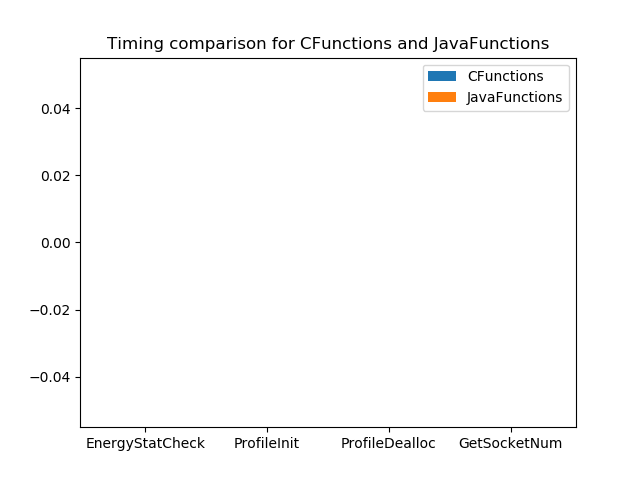 Timing comparison for CFunctions and JavaFunctions
CFunctions
JavaFunctions
0.04
0.02
0.00
−0.02
−0.04
EnergyStatCheck ProfileInit ProfileDealloc GetSocketNum